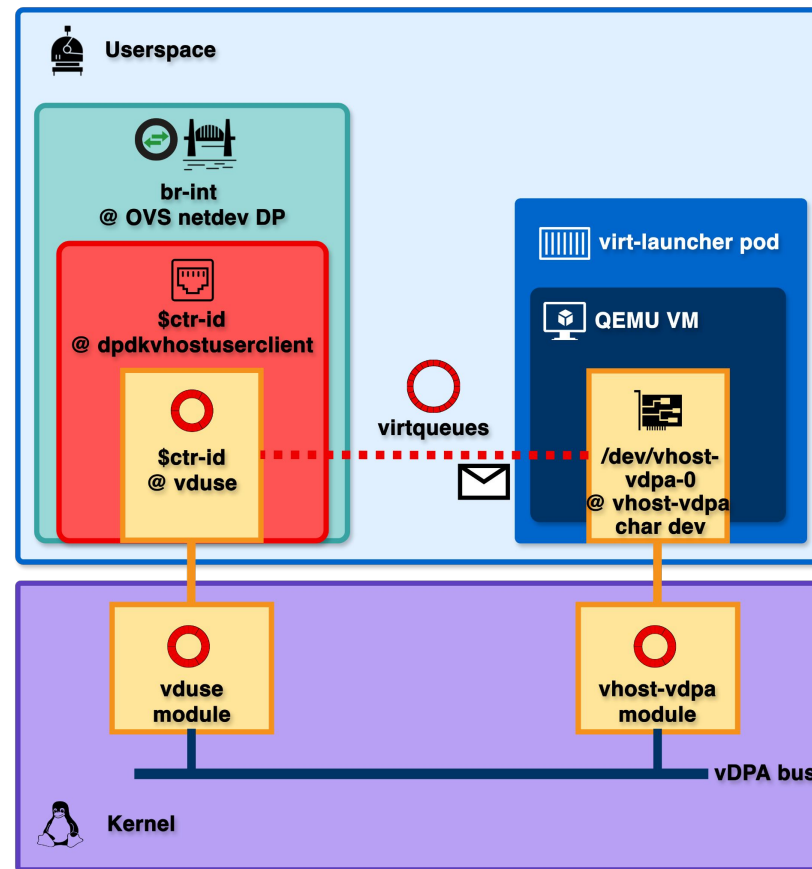 Userspace
br-int
@ OVS netdev DP
$ctr-id
@ dpdkvhostuserclient
$ctr-id
@ vduse
virtqueues
virt-launcher pod
QEMU VM
/dev/vhost-
vdpa-0
@ vhost-vdpa
char dev
vduse
module
vhost-vdpa
module
vDPA bus
Kernel